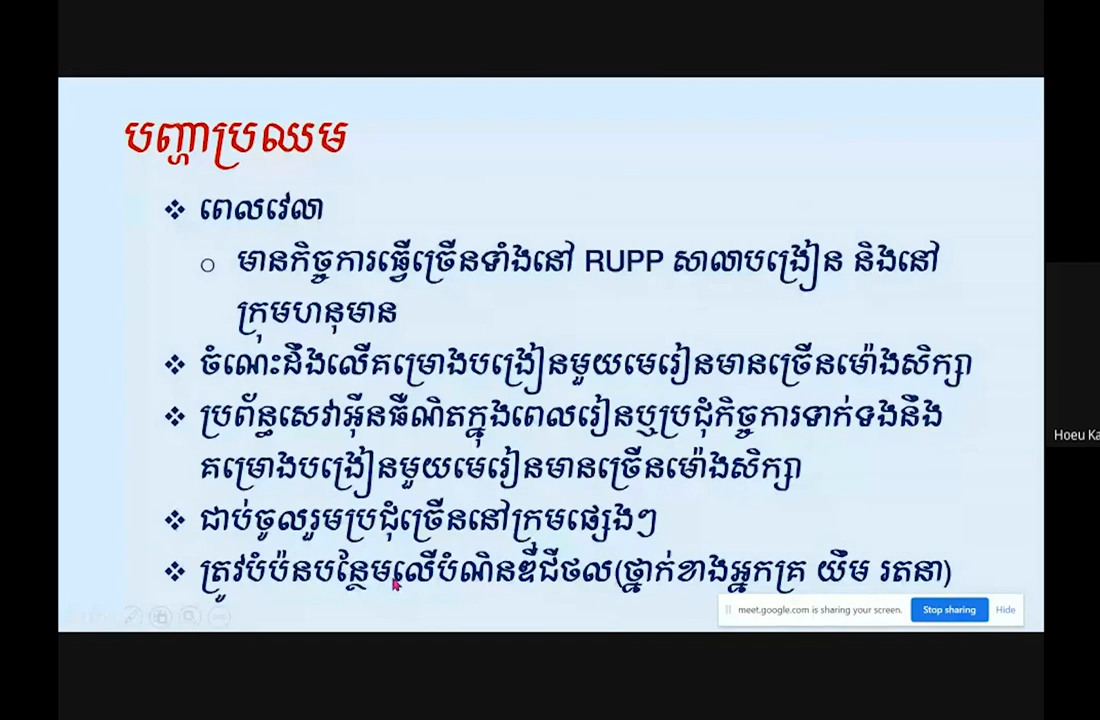 បញ្ហាប្រឈម
❖ ពេលវេលា
○ មានកិច្ចការធ្វើច្រើនទាំងនៅ RUPP សាលាបង្រៀន និងនៅ
ក្រុមហនុមាន
❖ ចំណេះដឹងលើគម្រោងបង្រៀនមួយមេរៀនមានច្រើនម៉ោងសិក្សា
❖ ប្រព័ន្ធសេវាអ៊ីនធឺណិតក្នុងពេលរៀនឬប្រជុំកិច្ចការទាក់ទងនឹង
គម្រោងបង្រៀនមួយមេរៀនមានច្រើនម៉ោងសិក្សា
Hoeu Ka
❖ ជាប់ចូលរួមប្រជុំច្រើននៅក្រុមផ្សេងៗ
❖ ត្រូវបំប៉នបន្ថែមលើបំណិនឌីជីថល(ថ្នាក់ខាងអ្នកគ្រូ យឹម រតនា)
meet.google.com is sharing your screen. Stop sharing Hide